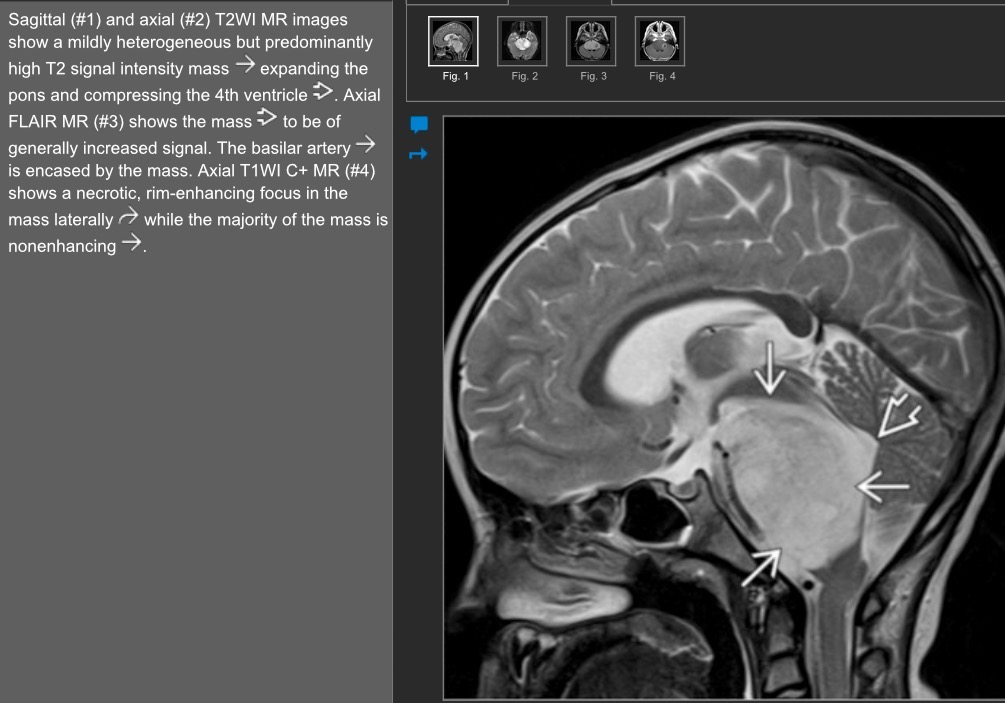 Sagittal (#1) and axial (#2) T2WI MR images
show a mildly heterogeneous but predominantly
high T2 signal intensity mass → expanding the
pons and compressing the 4th ventricle ⇨. Axial
FLAIR MR (#3) shows the mass ⇨ to be of
generally increased signal. The basilar artery →
is encased by the mass. Axial T1WI C+ MR (#4)
shows a necrotic, rim-enhancing focus in the
mass laterally ↷ while the majority of the mass is
nonenhancing →.
Fig. 1
Fig. 2
Fig. 3
Fig. 4